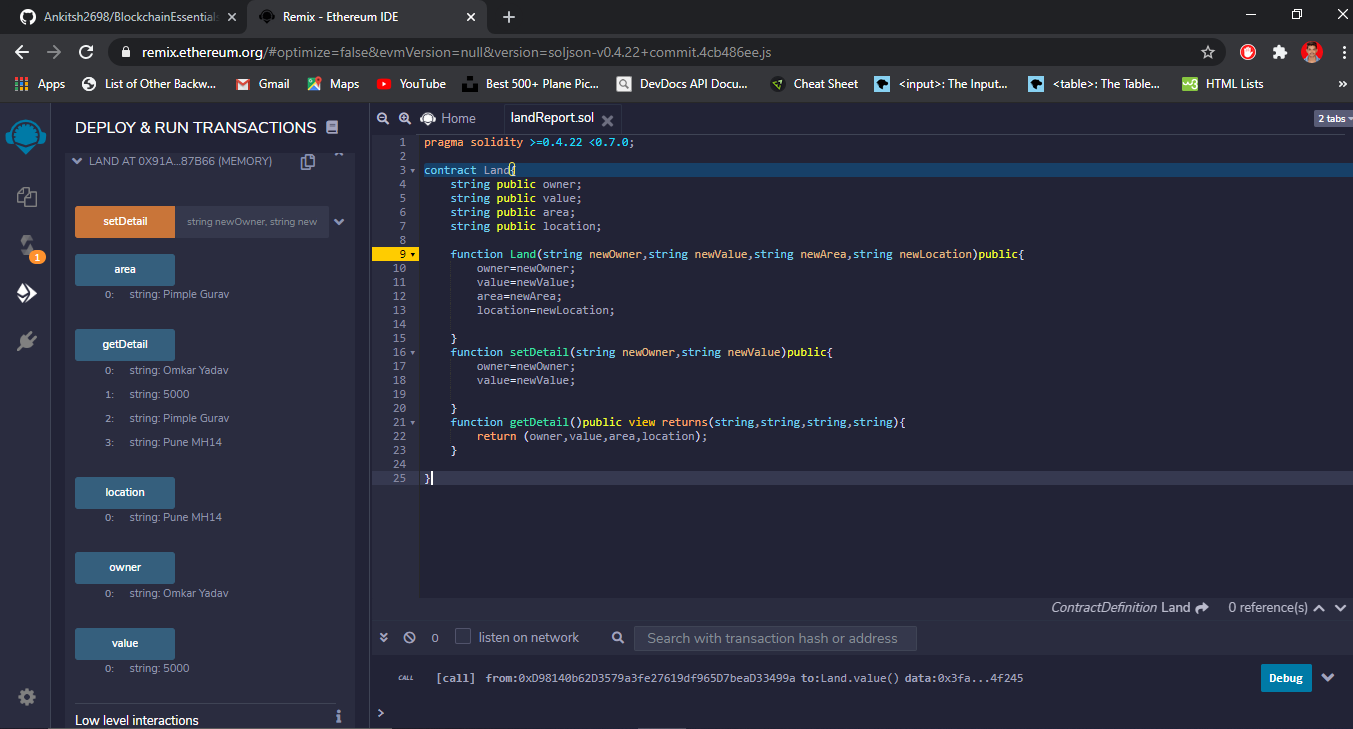 Ankitsh2698/BlockchainEssential
Remix - Ethereum IDE
remix.ethereum.org/#optimize=false&evmVersion=null&version=soljson-v0.4.22+commit.4cb486ee.js
Apps
List of Other Backw...
Gmail
Maps
YouTube
Best 500+ Plane Pic...
DevDocs API Docu...
Cheat Sheet
<input>: The Input...
<table>: The Table...
w3
HTML Lists
»
DEPLOY & RUN TRANSACTIONS
LAND AT 0X91A...87B66 (MEMORY)
setDetail string newOwner, string new
area
0: string: Pimple Gurav
getDetail
0: string: Omkar Yadav
1: string: 5000
2: string: Pimple Gurav
3: string: Pune MH14
location
0: string: Pune MH14
owner
0: string: Omkar Yadav
value
0: string: 5000
Low level interactions
i
1
Home
landReport.sol
2 tabs
1 pragma solidity >=0.4.22 <0.7.0;
2
3 contract Land{
4 string public owner;
5 string public value;
6 string public area;
7 string public location;
8
9 function Land(string newOwner,string newValue,string newArea,string newLocation)public{
10 owner=newOwner;
11 value=newValue;
12 area=newArea;
13 location=newLocation;
14
15 }
16 function setDetail(string newOwner,string newValue)public{
17 owner=newOwner;
18 value=newValue;
19
20 }
21 function getDetail()public view returns(string,string,string,string){
22 return (owner,value,area,location);
23 }
24
25 }
ContractDefinition Land 0 reference(s)
0 listen on network Search with transaction hash or address
CALL [call] from:0xD98140b62D3579a3fe27619df965D7beaD33499a to:Land.value() data:0x3fa...4f245 Debug
>